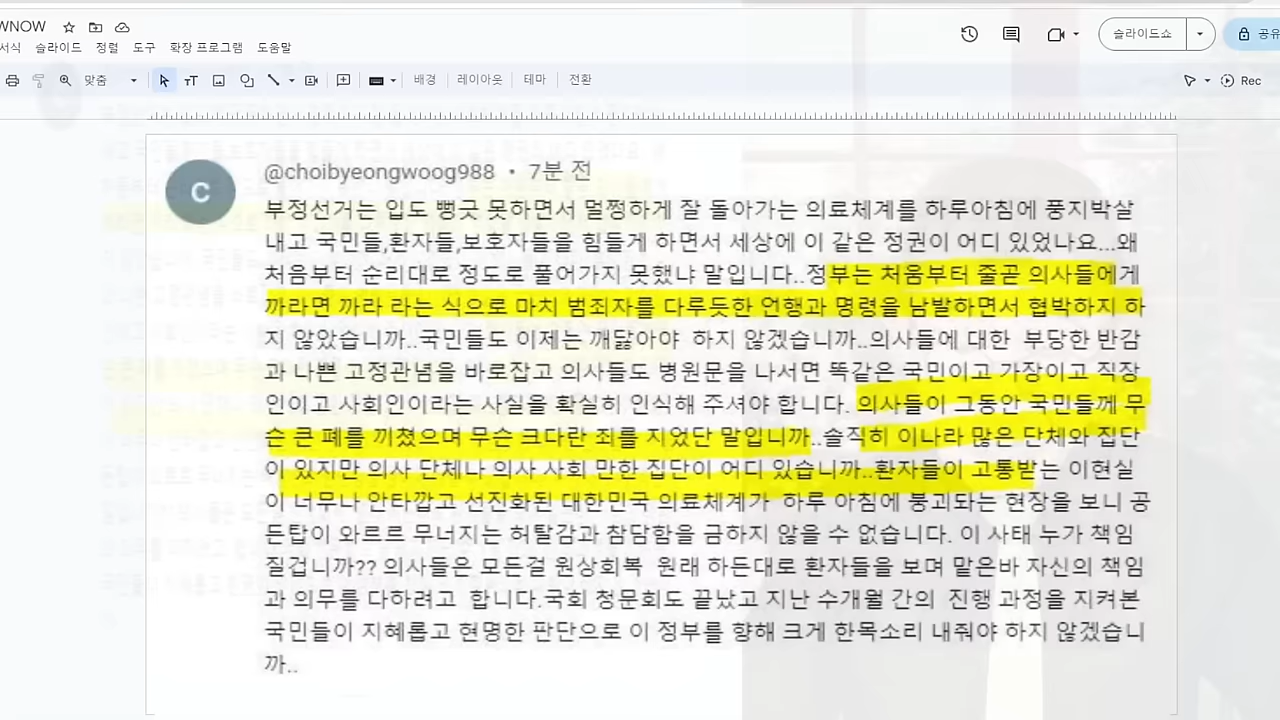 WNOW
서식 슬라이드 정렬 도구 확장 프로그램 도움말
슬라이드쇼 공유
맞춤 배경 레이아웃 테마 전환 Rec
C
@choibyeongwoog988 · 7분 전
부정선거는 입도 뻥긋 못하면서 멀쩡하게 잘 돌아가는 의료체계를 하루아침에 풍지박살
내고 국민들,환자들,보호자들을 힘들게 하면서 세상에 이 같은 정권이 어디 있었나요...왜
처음부터 순리대로 정도로 풀어가지 못했냐 말입니다..정부는 처음부터 줄곧 의사들에게
까라면 까라 라는 식으로 마치 범죄자를 다루듯한 언행과 명령을 남발하면서 협박하지 하
지 않았습니까..국민들도 이제는 깨닳아야 하지 않겠습니까..의사들에 대한 부당한 반감
과 나쁜 고정관념을 바로잡고 의사들도 병원문을 나서면 똑같은 국민이고 가장이고 직장
인이고 사회인이라는 사실을 확실히 인식해 주셔야 합니다. 의사들이 그동안 국민들께 무
슨 큰 폐를 끼쳤으며 무슨 크다란 죄를 지었단 말입니까..솔직히 이나라 많은 단체와 집단
이 있지만 의사 단체나 의사 사회 만한 집단이 어디 있습니까..환자들이 고통받는 이현실
이 너무나 안타깝고 선진화된 대한민국 의료체계가 하루 아침에 붕괴되는 현장을 보니 공
든탑이 와르르 무너지는 허탈감과 참담함을 금하지 않을 수 없습니다. 이 사태 누가 책임
질겁니까?? 의사들은 모든걸 원상회복 원래 하든대로 환자들을 보며 맡은바 자신의 책임
과 의무를 다하려고 합니다.국회 청문회도 끝났고 지난 수개월 간의 진행 과정을 지켜본
국민들이 지혜롭고 현명한 판단으로 이 정부를 향해 크게 한목소리 내줘야 하지 않겠습니
까..